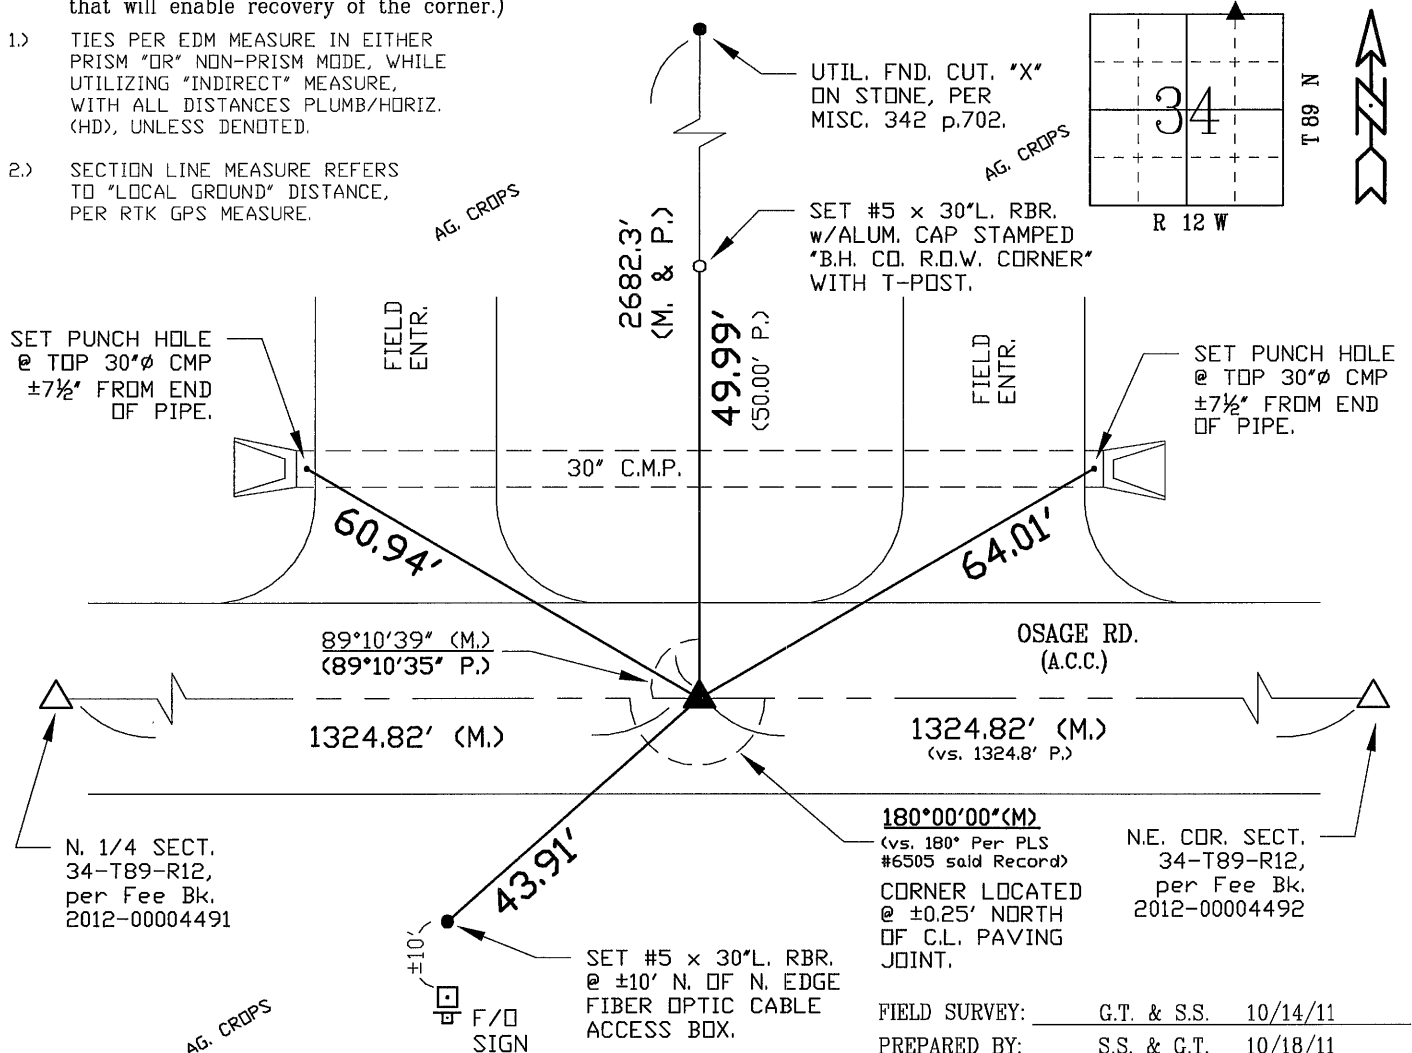 that will enable recovery of the corner.)
1.) TIES PER EDM MEASURE IN EITHER
PRISM "OR" NON-PRISM MODE, WHILE
UTILIZING "INDIRECT" MEASURE,
WITH ALL DISTANCES PLUMB/HORIZ.
(HD), UNLESS DENOTED.
2.) SECTION LINE MEASURE REFERS
TO "LOCAL GROUND" DISTANCE,
PER RTK GPS MEASURE.
AG. CROPS
UTIL. FND. CUT. "X"
ON STONE, PER
MISC. 342 p.702.
AG. CROPS
34
T 89 N
R 12 W
N
SET #5 x 30"L. RBR.
w/ALUM. CAP STAMPED
"B.H. CO. R.O.W. CORNER"
WITH T-POST.
2682.3'
(M. & P.)
49.99'
(50.00' P.)
FIELD
ENTR.
FIELD
ENTR.
SET PUNCH HOLE
@ TOP 30"Ø CMP
±7½" FROM END
OF PIPE.
SET PUNCH HOLE
@ TOP 30"Ø CMP
±7½" FROM END
OF PIPE.
30" C.M.P.
60.94'
64.01'
89°10'39" (M.)
(89°10'35" P.)
OSAGE RD.
(A.C.C.)
1324.82' (M.)
1324.82' (M.)
(vs. 1324.8' P.)
N. 1/4 SECT.
34-T89-R12,
per Fee Bk.
2012-00004491
43.91'
180°00'00"(M)
(vs. 180° Per PLS
#6505 said Record)
CORNER LOCATED
@ ±0.25' NORTH
OF C.L. PAVING
JOINT.
N.E. COR. SECT.
34-T89-R12,
per Fee Bk.
2012-00004492
±10'
SET #5 x 30"L. RBR.
@ ±10' N. OF N. EDGE
FIBER OPTIC CABLE
ACCESS BOX.
F/O
SIGN
AG. CROPS
FIELD SURVEY: G.T. & S.S. 10/14/11
PREPARED BY: S.S. & G.T. 10/18/11